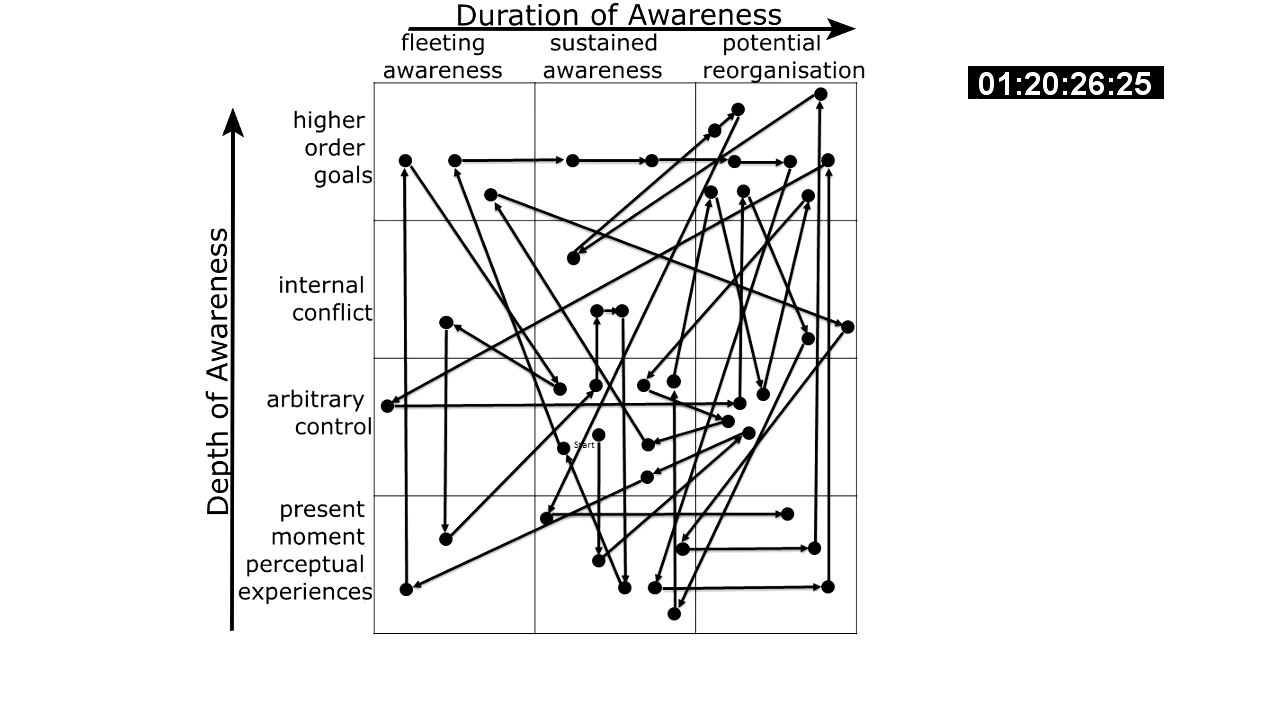 Duration of Awareness
fleeting awareness
sustained awareness
potential reorganisation
01:20:26:25
Depth of Awareness
higher
order
goals
internal
conflict
arbitrary
control
Start
present
moment
perceptual
experiences